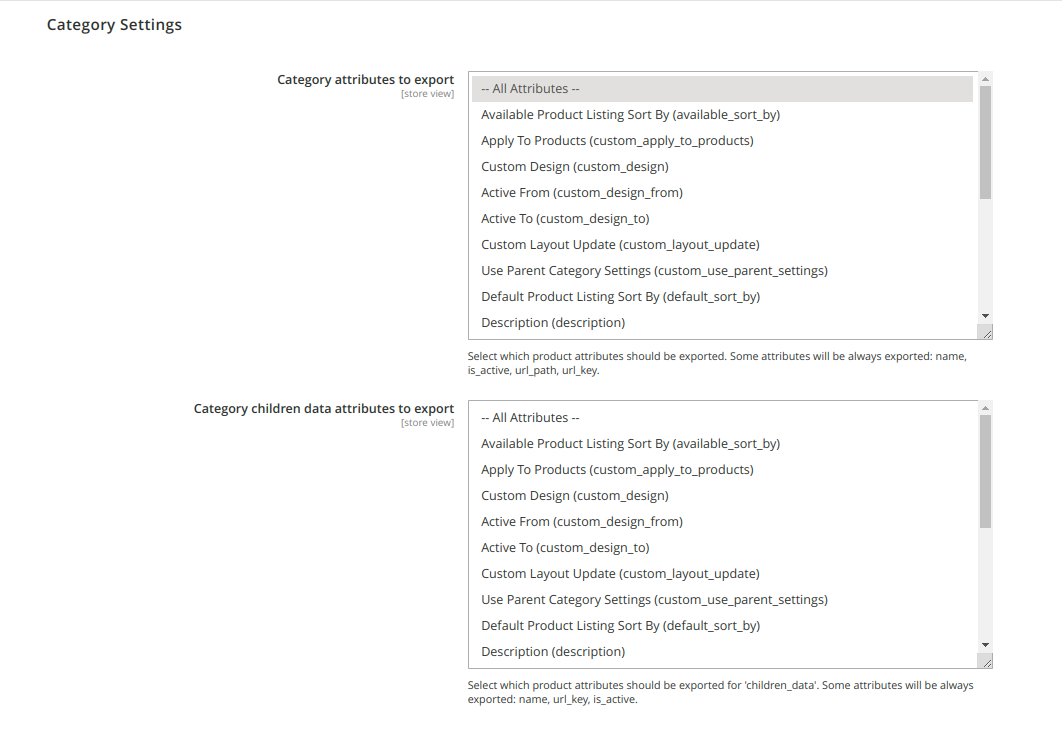 Category Settings
Category attributes to export
[store view]
-- All Attributes --
Available Product Listing Sort By (available_sort_by)
Apply To Products (custom_apply_to_products)
Custom Design (custom_design)
Active From (custom_design_from)
Active To (custom_design_to)
Custom Layout Update (custom_layout_update)
Use Parent Category Settings (custom_use_parent_settings)
Default Product Listing Sort By (default_sort_by)
Description (description)
Select which product attributes should be exported. Some attributes will be always exported: name,
is_active, url_path, url_key.
Category children data attributes to export
[store view]
-- All Attributes --
Available Product Listing Sort By (available_sort_by)
Apply To Products (custom_apply_to_products)
Custom Design (custom_design)
Active From (custom_design_from)
Active To (custom_design_to)
Custom Layout Update (custom_layout_update)
Use Parent Category Settings (custom_use_parent_settings)
Default Product Listing Sort By (default_sort_by)
Description (description)
Select which product attributes should be exported for 'children_data'. Some attributes will be always
exported: name, url_key, is_active.